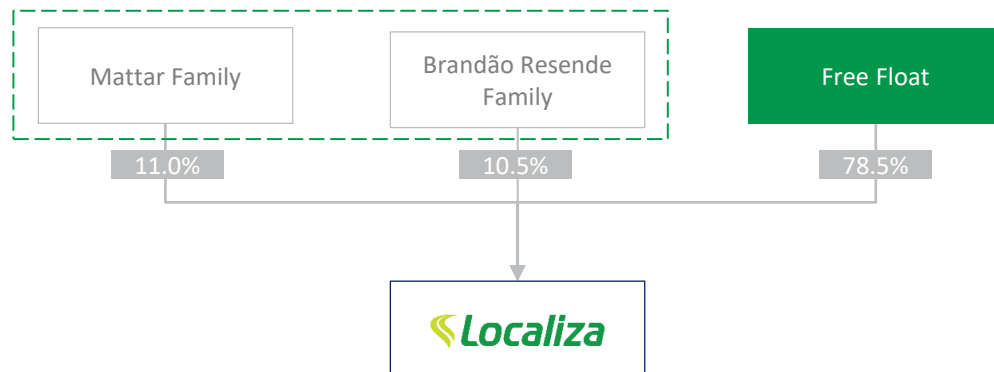 Mattar Family
Brandão Resende
Family
Free Float
11.0%
10.5%
78.5%
Localiza